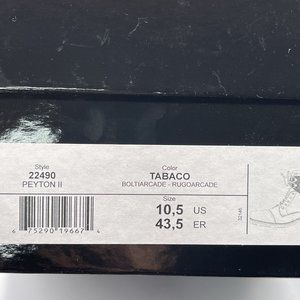 Style
22490
PEYTON II
Color
TABACO
BOLTIARCADE - RUGOARCADE
Size
10,5 US
43,5 ER
32146
6 75290 19667 4